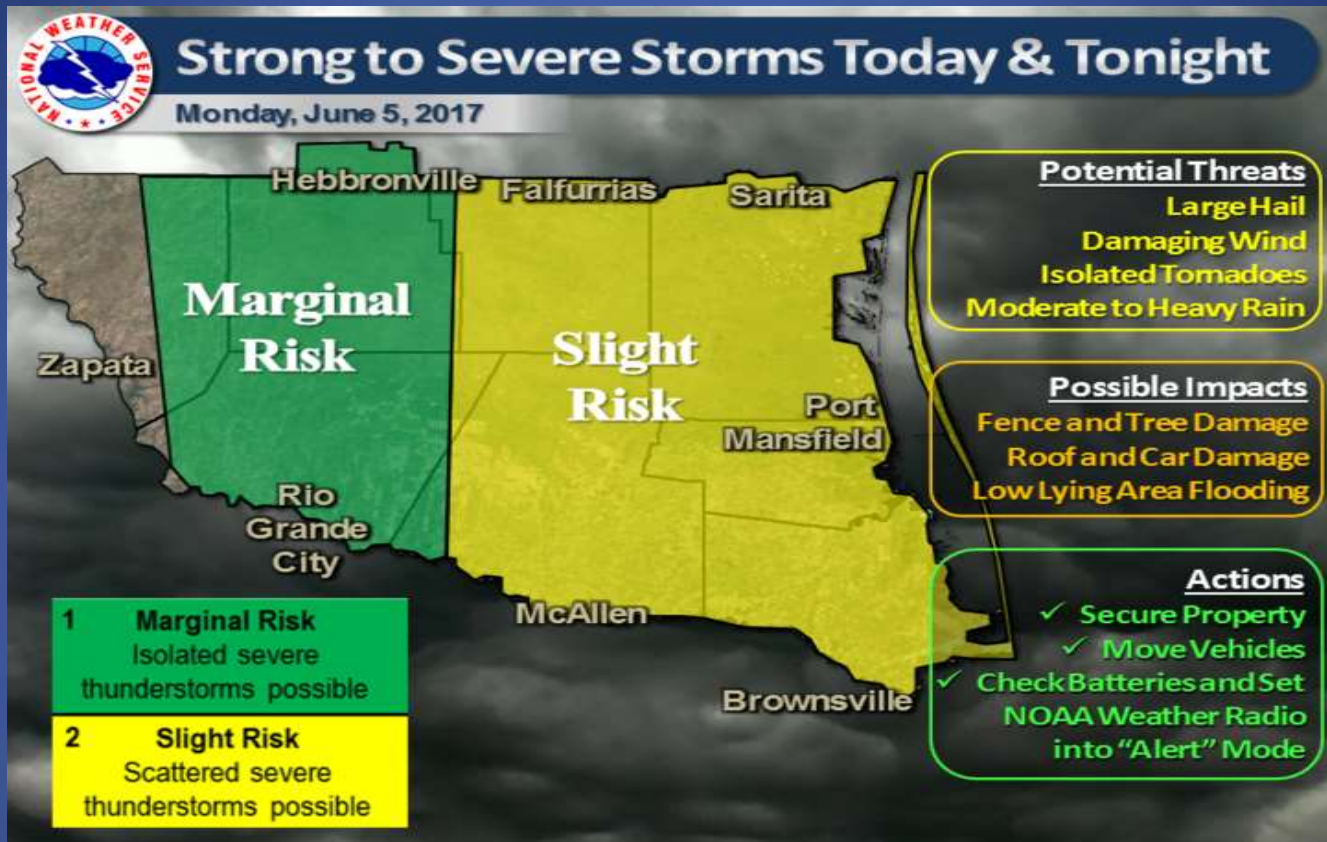 NATIONAL WEATHER SERVICE
Strong to Severe Storms Today & Tonight
Monday, June 5, 2017
Hebbronville
Falfurrias
Sarita
Marginal
Risk
Zapata
Slight
Risk
Port
Mansfield
Rio
Grande
City
McAllen
Brownsville
Potential Threats
Large Hail
Damaging Wind
Isolated Tornadoes
Moderate to Heavy Rain
Possible Impacts
Fence and Tree Damage
Roof and Car Damage
Low Lying Area Flooding
Actions
✓ Secure Property
✓ Move Vehicles
✓ Check Batteries and Set
NOAA Weather Radio
into “Alert” Mode
1 Marginal Risk
Isolated severe
thunderstorms possible
2 Slight Risk
Scattered severe
thunderstorms possible